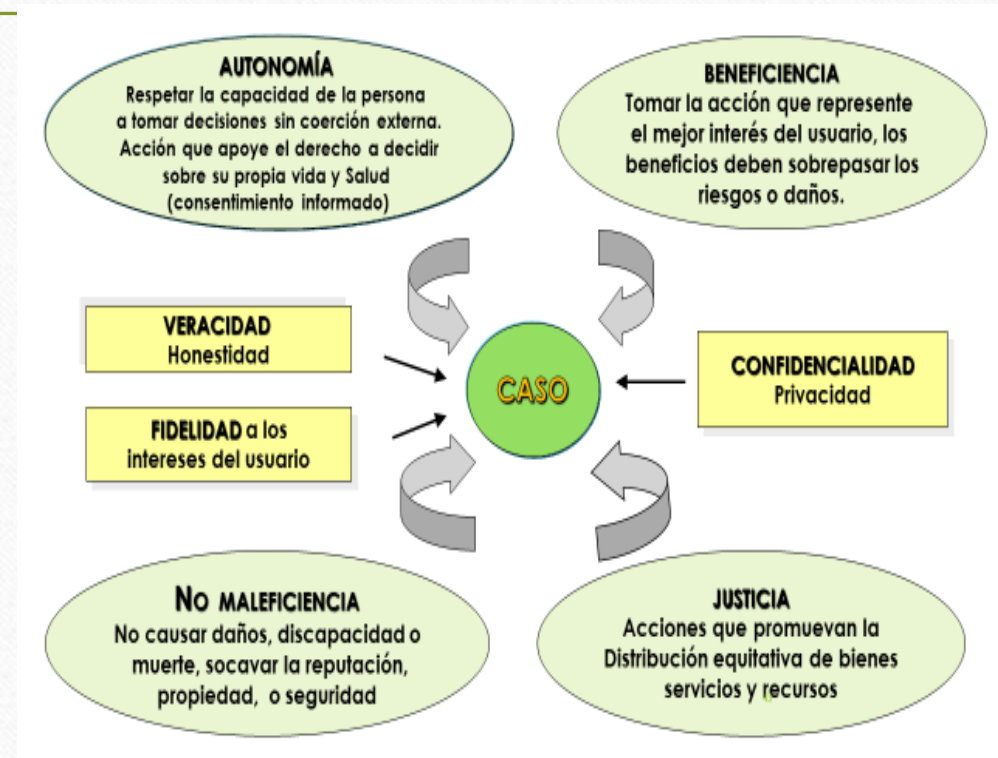 AUTONOMÍA
Respetar la capacidad de la persona
a tomar decisiones sin coerción externa.
Acción que apoye el derecho a decidir
sobre su propia vida y Salud
(consentimiento informado)
BENEFICIENCIA
Tomar la acción que represente
el mejor interés del usuario, los
beneficios deben sobrepasar los
riesgos o daños.
VERACIDAD
Honestidad
FIDELIDAD a los
intereses del usuario
CASO
CONFIDENCIALIDAD
Privacidad
NO MALEFICIENCIA
No causar daños, discapacidad o
muerte, socavar la reputación,
propiedad, o seguridad
JUSTICIA
Acciones que promuevan la
Distribución equitativa de bienes
servicios y recursos